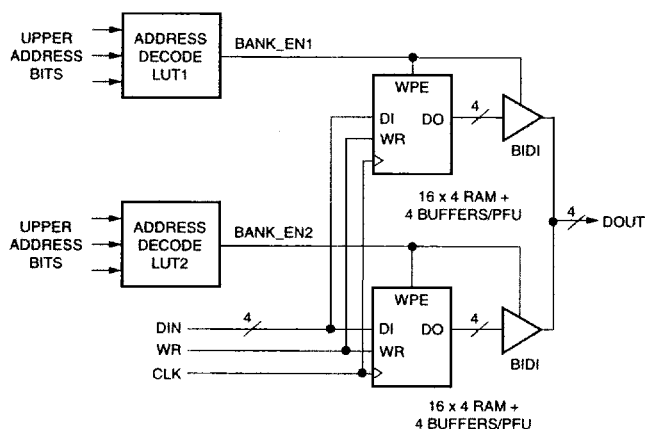 UPPER
ADDRESS
BITS
ADDRESS
DECODE
LUT1
BANK_EN1
WPE
DI
DO
WR
4
BIDI
16 x 4 RAM +
4 BUFFERS/PFU
4
DOUT
UPPER
ADDRESS
BITS
ADDRESS
DECODE
LUT2
BANK_EN2
WPE
DIN
4
DI
DO
4
WR
WR
CLK
BIDI
16 x 4 RAM +
4 BUFFERS/PFU